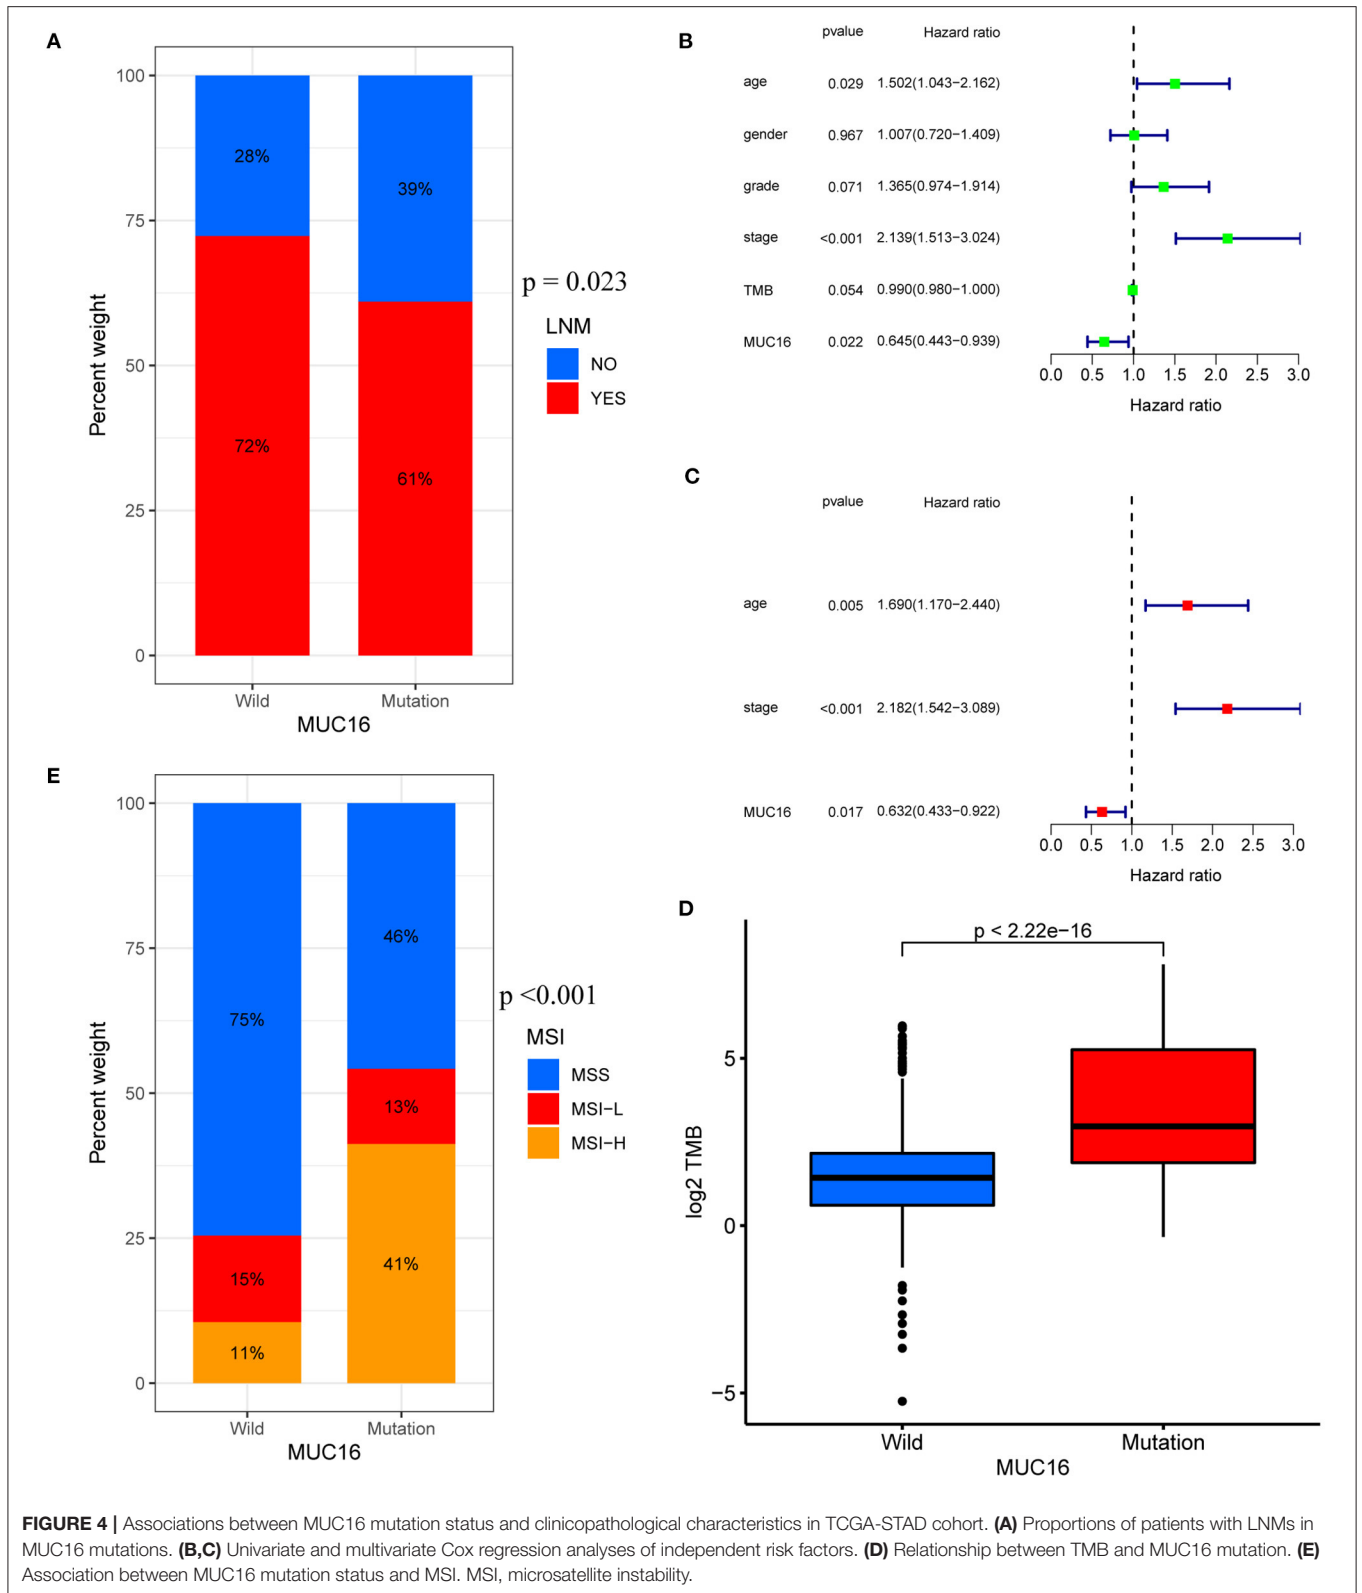 A
100
75
50
25
0
Percent weight
28%
72%
39%
61%
Wild
Mutation
MUC16
p = 0.023
LNM
NO
YES
B
pvalue Hazard ratio
age 0.029 1.502(1.043−2.162)
gender 0.967 1.007(0.720−1.409)
grade 0.071 1.365(0.974−1.914)
stage <0.001 2.139(1.513−3.024)
TMB 0.054 0.990(0.980−1.000)
MUC16 0.022 0.645(0.443−0.939)
0.0 0.5 1.0 1.5 2.0 2.5 3.0
Hazard ratio
C
pvalue Hazard ratio
age 0.005 1.690(1.170−2.440)
stage <0.001 2.182(1.542−3.089)
MUC16 0.017 0.632(0.433−0.922)
0.0 0.5 1.0 1.5 2.0 2.5 3.0
Hazard ratio
E
100
75
50
25
0
Percent weight
75%
15%
11%
46%
13%
41%
Wild
Mutation
MUC16
p <0.001
MSI
MSS
MSI−L
MSI−H
D
p < 2.22e−16
5
0
−5
log2 TMB
Wild
Mutation
MUC16
FIGURE 4 | Associations between MUC16 mutation status and clinicopathological characteristics in TCGA-STAD cohort. (A) Proportions of patients with LNMs in
MUC16 mutations. (B,C) Univariate and multivariate Cox regression analyses of independent risk factors. (D) Relationship between TMB and MUC16 mutation. (E)
Association between MUC16 mutation status and MSI. MSI, microsatellite instability.